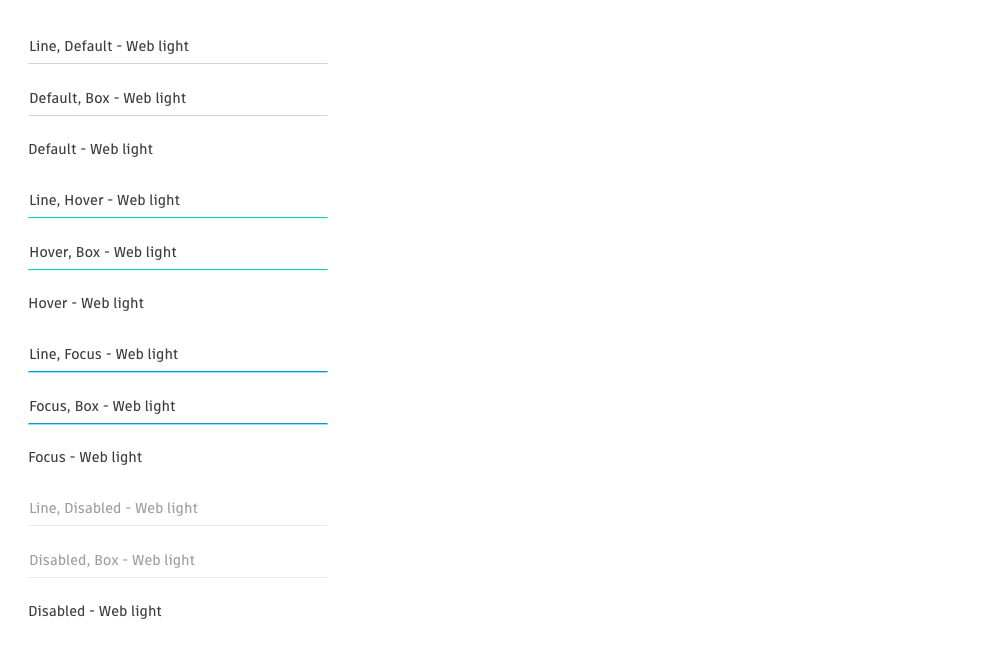 Line, Default - Web light
Default, Box - Web light
Default - Web light
Line, Hover - Web light
Hover, Box - Web light
Hover - Web light
Line, Focus - Web light
Focus, Box - Web light
Focus - Web light
Line, Disabled - Web light
Disabled, Box - Web light
Disabled - Web light